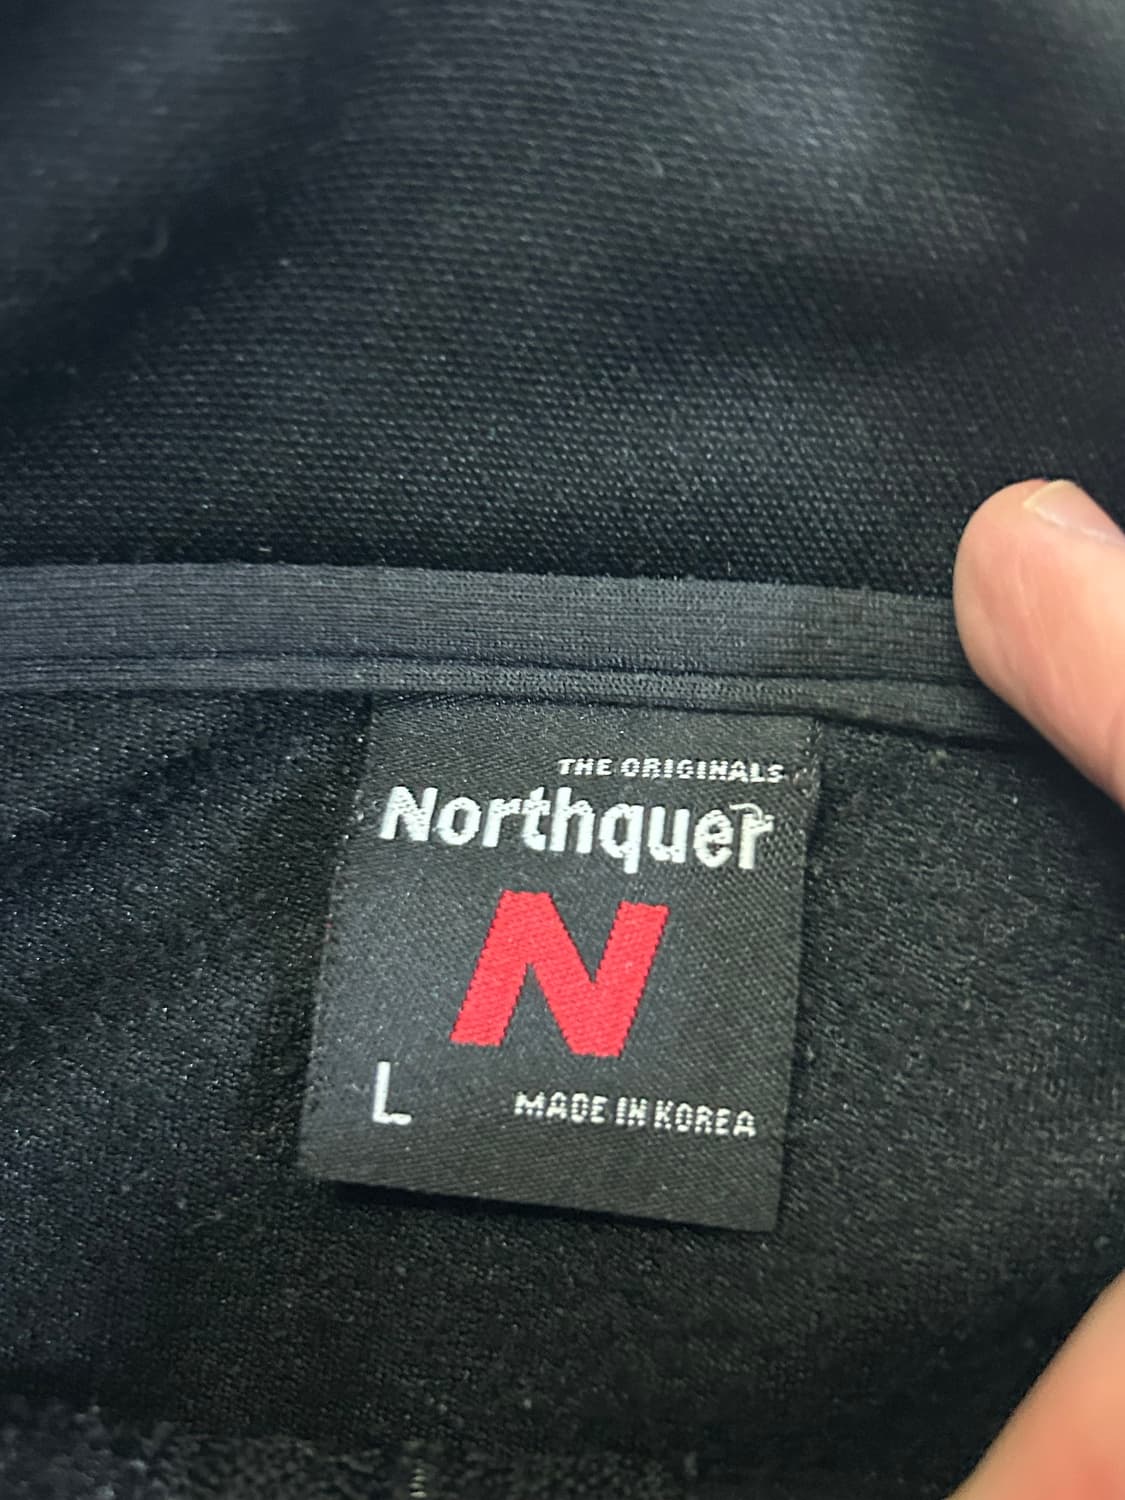 THE ORIGINALS
Northquer
N
L
MADE IN KOREA